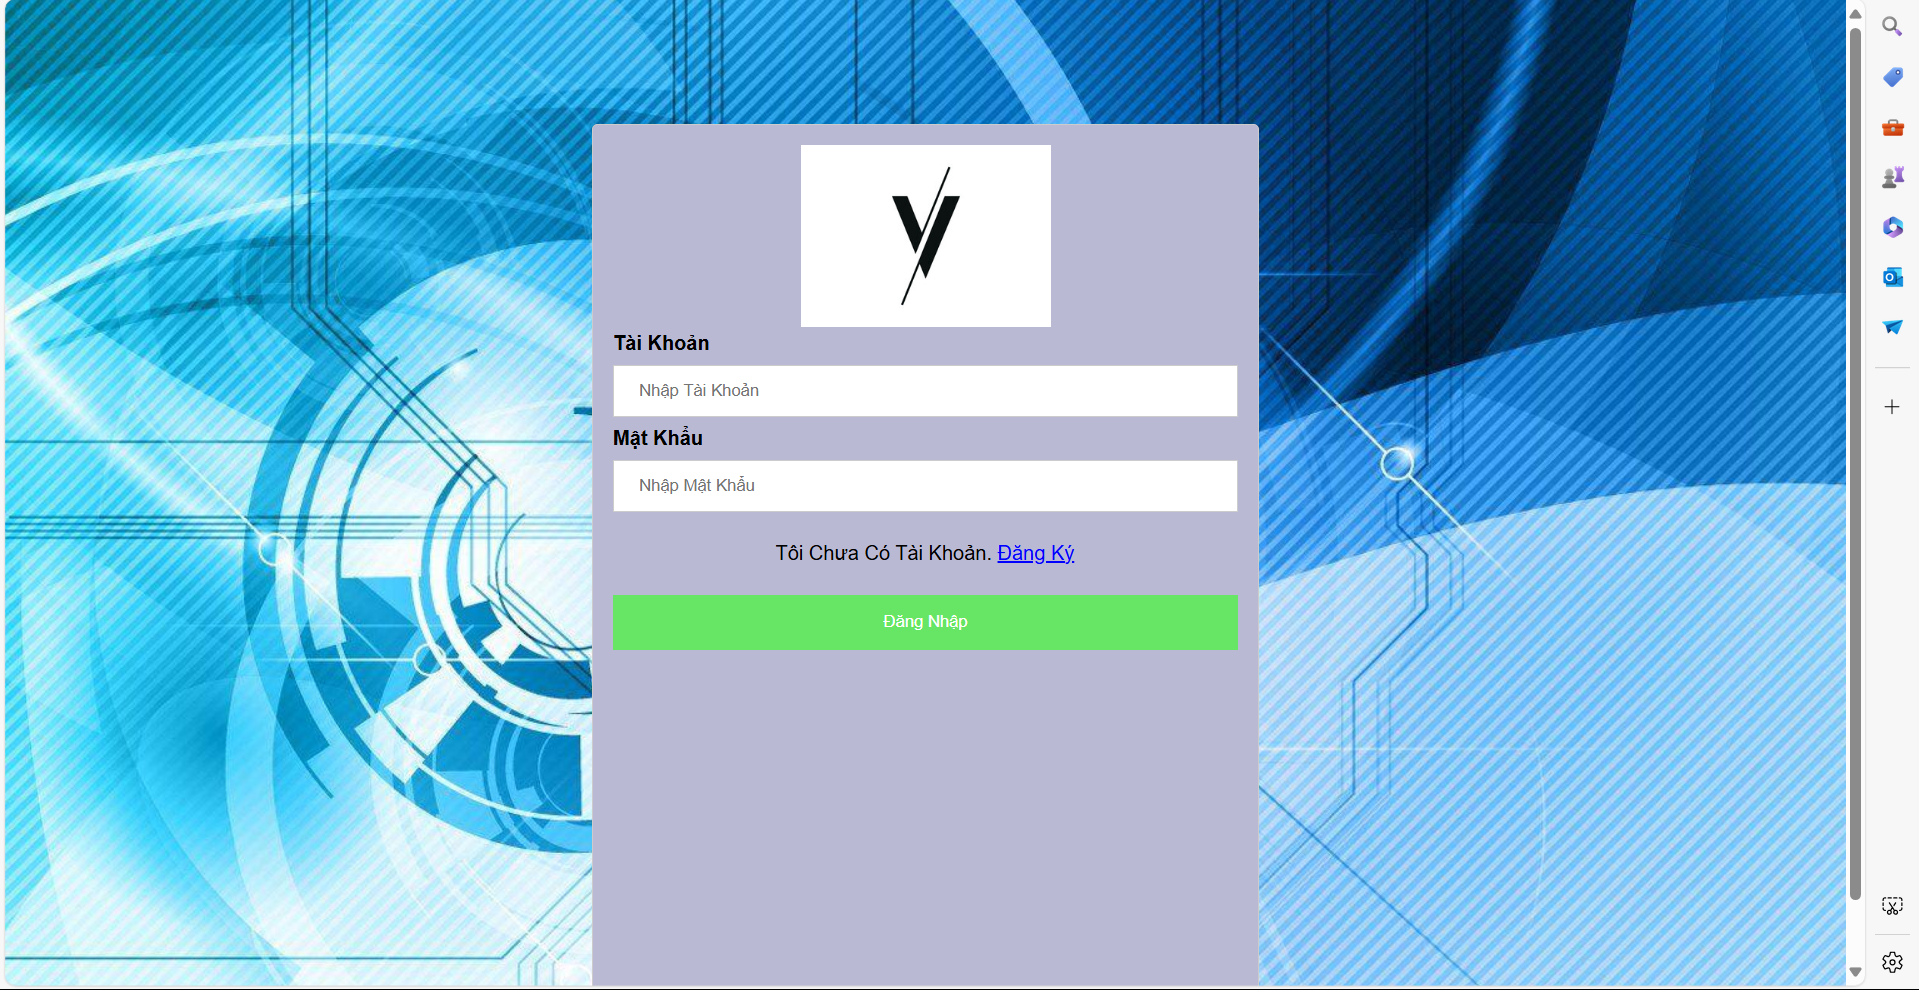 Tài Khoản
Nhập Tài Khoản
Mật Khẩu
Nhập Mật Khẩu
Tôi Chưa Có Tài Khoản. Đăng Ký
Đăng Nhập